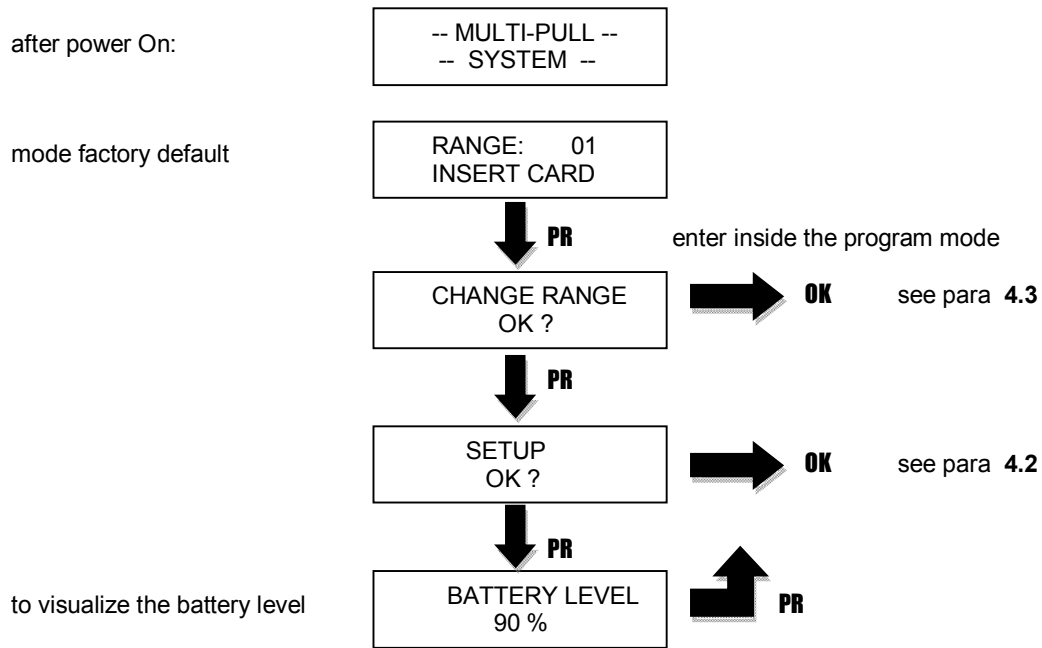 after power On:
-- MULTI-PULL --
-- SYSTEM --
mode factory default
RANGE: 01
INSERT CARD
PR
enter inside the program mode
CHANGE RANGE
OK ?
OK
see para 4.3
PR
SETUP
OK ?
OK
see para 4.2
PR
to visualize the battery level
BATTERY LEVEL
90 %
PR